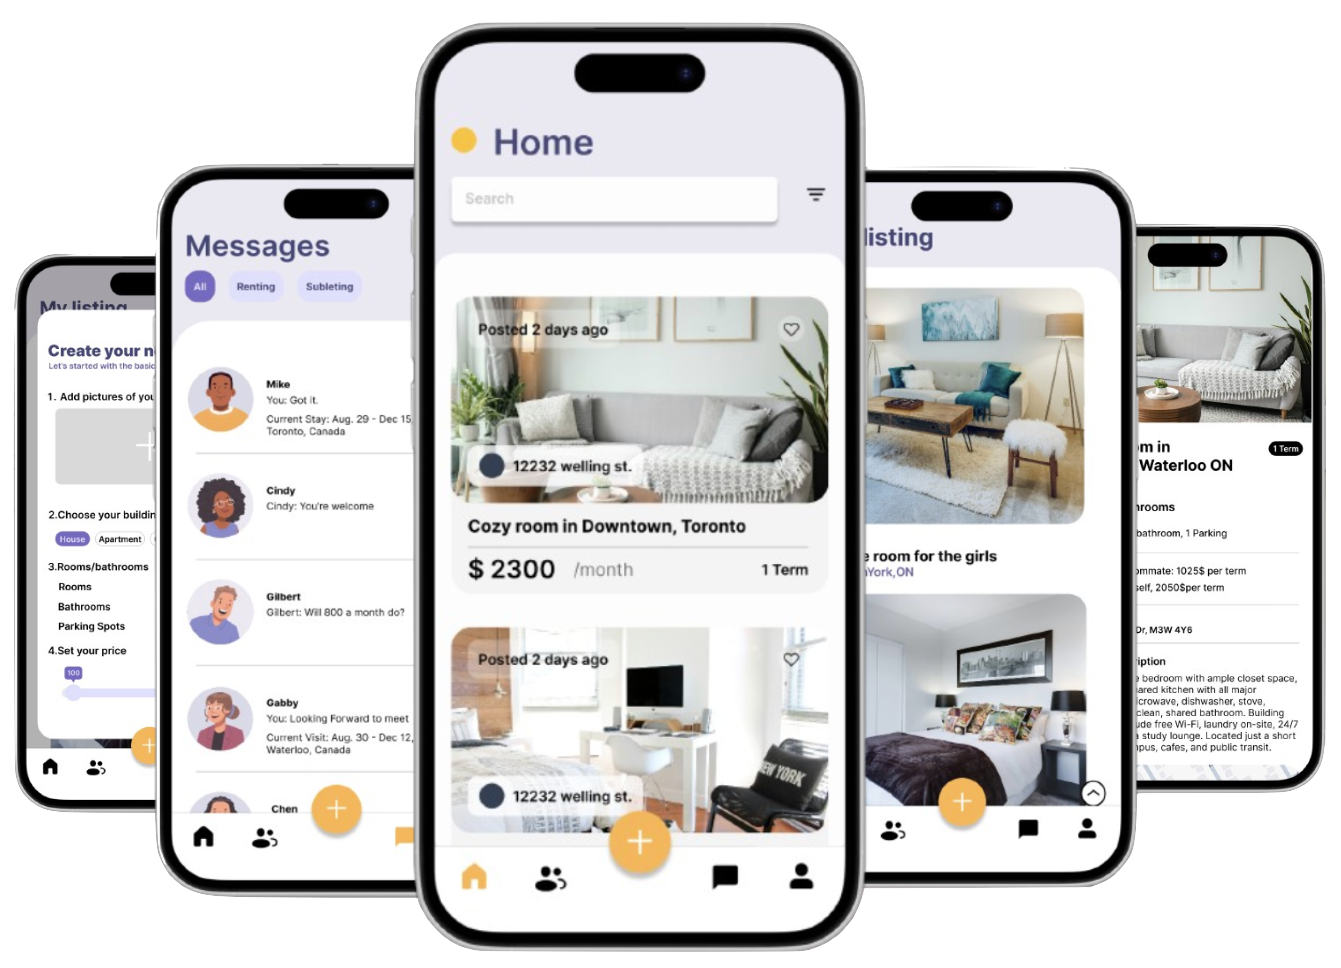 My listing
Create your n
Let's started with the basic
1. Add pictures of you
2.Choose your buildin
House
Apartment
3.Rooms/bathrooms
Rooms
Bathrooms
Parking Spots
4.Set your price
100
Messages
All
Renting
Subleting
Mike
You: Got it.
Current Stay: Aug. 29 - Dec 15,
Toronto, Canada
Cindy
Cindy: You're welcome
Gilbert
Gilbert: Will 800 a month do?
Gabby
You: Looking Forward to meet
Current Visit: Aug. 30 - Dec 12,
Waterloo, Canada
Chen
Home
Search
Posted 2 days ago
12232 welling st.
Cozy room in Downtown, Toronto
$ 2300 /month 1 Term
Posted 2 days ago
NEW YORK
12232 welling st.
listing
e room for the girls
York,ON
om in
Waterloo ON
1 Term
rooms
bathroom, 1 Parking
ommate: 1025$ per term
self, 2050$per term
Dr, M3W 4Y6
ription
e bedroom with ample closet space,
ared kitchen with all major
icrowave, dishwasher, stove,
clean, shared bathroom. Building
ude free Wi-Fi, laundry on-site, 24/7
a study lounge. Located just a short
pus, cafes, and public transit.